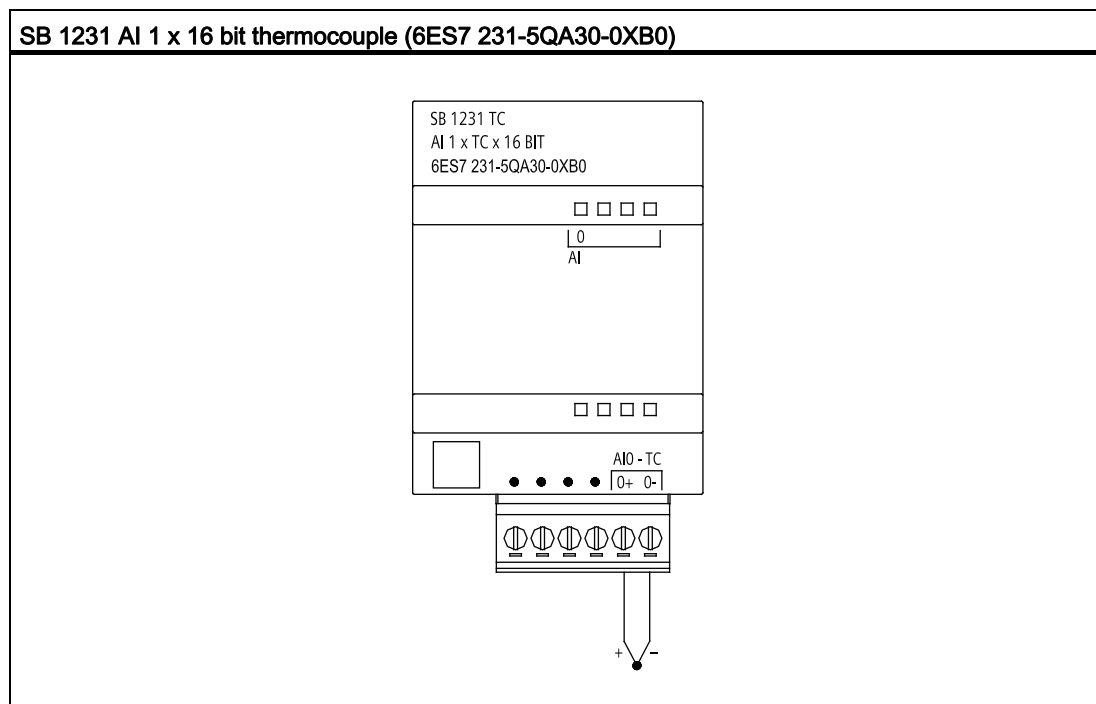 SB 1231 AI 1 x 16 bit thermocouple (6ES7 231-5QA30-0XB0)
SB 1231 TC
AI 1 x TC x 16 BIT
6ES7 231-5QA30-0XB0
0
AI
AI0 - TC
0+ 0-
+ -